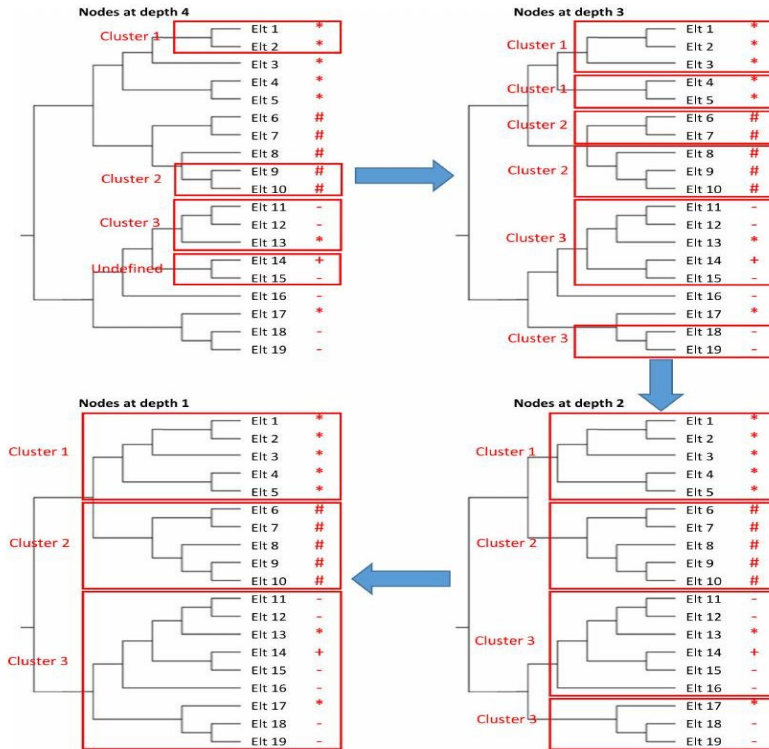 Nodes at depth 4
Cluster 1
Elt 1 *
Elt 2 *
Elt 3 *
Elt 4 *
Elt 5 *
Elt 6 #
Elt 7 #
Elt 8 #
Cluster 2
Elt 9 #
Elt 10 #
Cluster 3
Elt 11 -
Elt 12 -
Elt 13 *
Undefined
Elt 14 +
Elt 15 -
Elt 16 -
Elt 17 *
Elt 18 -
Elt 19 -
Nodes at depth 3
Cluster 1
Elt 1 *
Elt 2 *
Elt 3 *
Cluster 1
Elt 4 *
Elt 5 *
Cluster 2
Elt 6 #
Elt 7 #
Cluster 2
Elt 8 #
Elt 9 #
Elt 10 #
Cluster 3
Elt 11 -
Elt 12 -
Elt 13 *
Elt 14 +
Elt 15 -
Elt 16 -
Elt 17 *
Cluster 3
Elt 18 -
Elt 19 -
Nodes at depth 1
Cluster 1
Elt 1 *
Elt 2 *
Elt 3 *
Elt 4 *
Elt 5 *
Cluster 2
Elt 6 #
Elt 7 #
Elt 8 #
Elt 9 #
Elt 10 #
Cluster 3
Elt 11 -
Elt 12 -
Elt 13 *
Elt 14 +
Elt 15 -
Elt 16 -
Elt 17 *
Elt 18 -
Elt 19 -
Nodes at depth 2
Cluster 1
Elt 1 *
Elt 2 *
Elt 3 *
Elt 4 *
Elt 5 *
Cluster 2
Elt 6 #
Elt 7 #
Elt 8 #
Elt 9 #
Elt 10 #
Cluster 3
Elt 11 -
Elt 12 -
Elt 13 *
Elt 14 +
Elt 15 -
Elt 16 -
Cluster 3
Elt 17 *
Elt 18 -
Elt 19 -